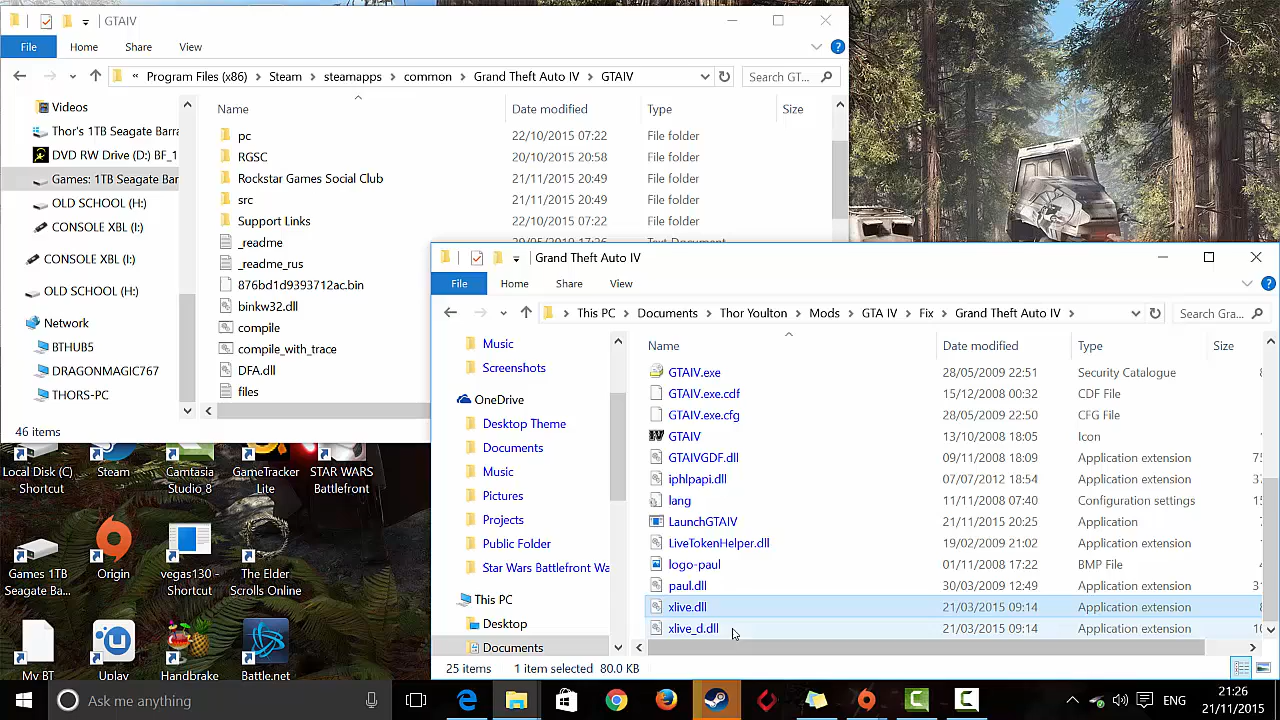 GTAIV
File Home Share View
« Program Files (x86) > Steam > steamapps > common > Grand Theft Auto IV > GTAIV
Search GT...
Videos
Thor's 1TB Seagate Barra
DVD RW Drive (D:) BF_1
Games: 1TB Seagate Bar
OLD SCHOOL (H:)
CONSOLE XBL (I:)
CONSOLE XBL (I:)
OLD SCHOOL (H:)
Network
BTHUB5
DRAGONMAGIC767
THORS-PC
Name Date modified Type Size
pc 22/10/2015 07:22 File folder
RGSC 20/10/2015 20:58 File folder
Rockstar Games Social Club 21/11/2015 20:49 File folder
src 21/11/2015 20:49 File folder
Support Links 22/10/2015 07:22 File folder
_readme
_readme_rus
876bd1d9393712ac.bin
binkw32.dll
compile
compile_with_trace
DFA.dll
files
46 items
Grand Theft Auto IV
File Home Share View
> This PC > Documents > Thor Youlton > Mods > GTA IV > Fix > Grand Theft Auto IV >
Search Gra...
Music
Screenshots
OneDrive
Desktop Theme
Documents
Music
Pictures
Projects
Public Folder
Star Wars Battlefront Wa
This PC
Desktop
Documents
Name Date modified Type Size
GTAIV.exe 28/05/2009 22:51 Security Catalogue
GTAIV.exe.cdf 15/12/2008 00:32 CDF File
GTAIV.exe.cfg 28/05/2009 22:50 CFG File
GTAIV 13/10/2008 18:05 Icon
GTAIVGDF.dll 09/11/2008 18:09 Application extension 75
iphlpapi.dll 07/07/2012 18:54 Application extension 3
lang 11/11/2008 07:40 Configuration settings
LaunchGTAIV 21/11/2015 20:25 Application extension
LiveTokenHelper.dll 19/02/2009 21:02 Application extension
logo-paul 01/11/2008 17:22 BMP File
paul.dll 30/03/2009 12:49 Application extension 31
xlive.dll 21/03/2015 09:14 Application extension 8
xlive_d.dll 21/03/2015 09:14 Application extension 10
25 items 1 item selected 80.0 KB
Local Disk (C) - Shortcut
Steam
Camtasia Studio 8
GameTracker Lite
STAR WARS Battlefront
Games 1TB Seagate Ba...
Origin
vegas130 - Shortcut
The Elder Scrolls Online
My BT
Uplay
Handbrake
Battle.net
Ask me anything
ENG
21:26
21/11/2015